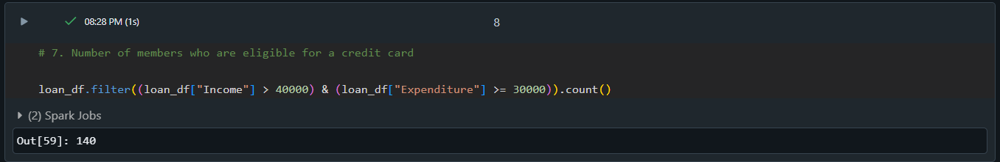 08:28 PM (1s)
8
# 7. Number of members who are eligible for a credit card
loan_df.filter((loan_df["Income"] > 40000) & (loan_df["Expenditure"] >= 30000)).count()
(2) Spark Jobs
Out[59]: 140